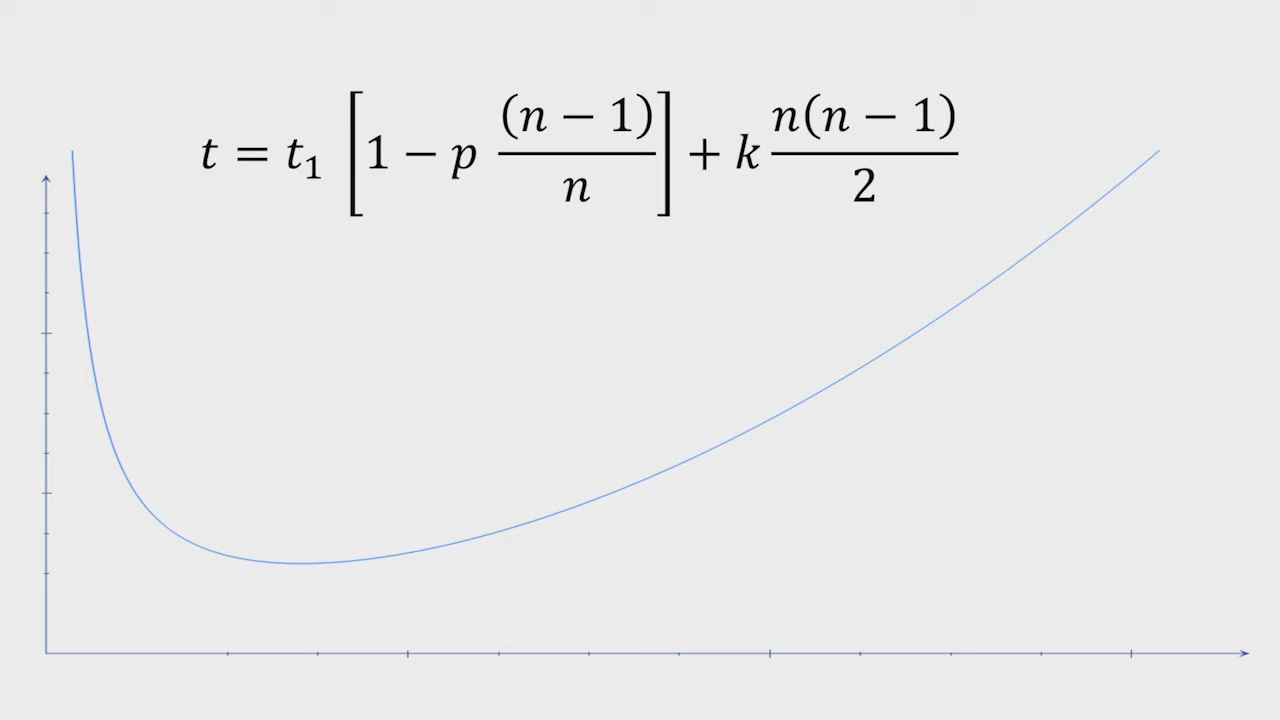 t = t₁ [1 − p (n − 1)/n] + k n(n − 1)/2